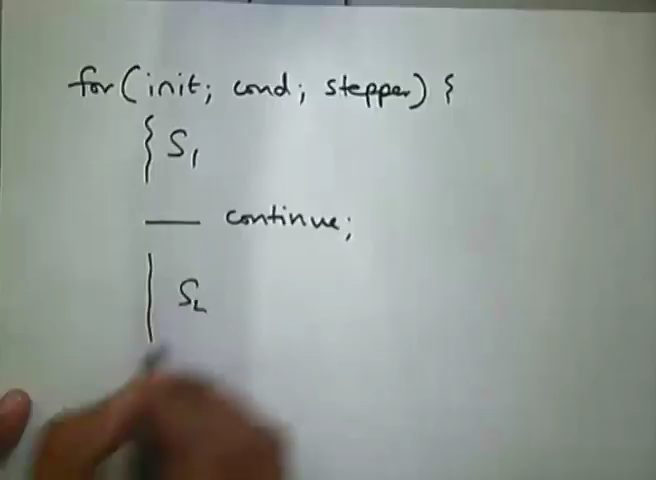 for(init; cond; stepper) {
{ S1
— continue;
| S2